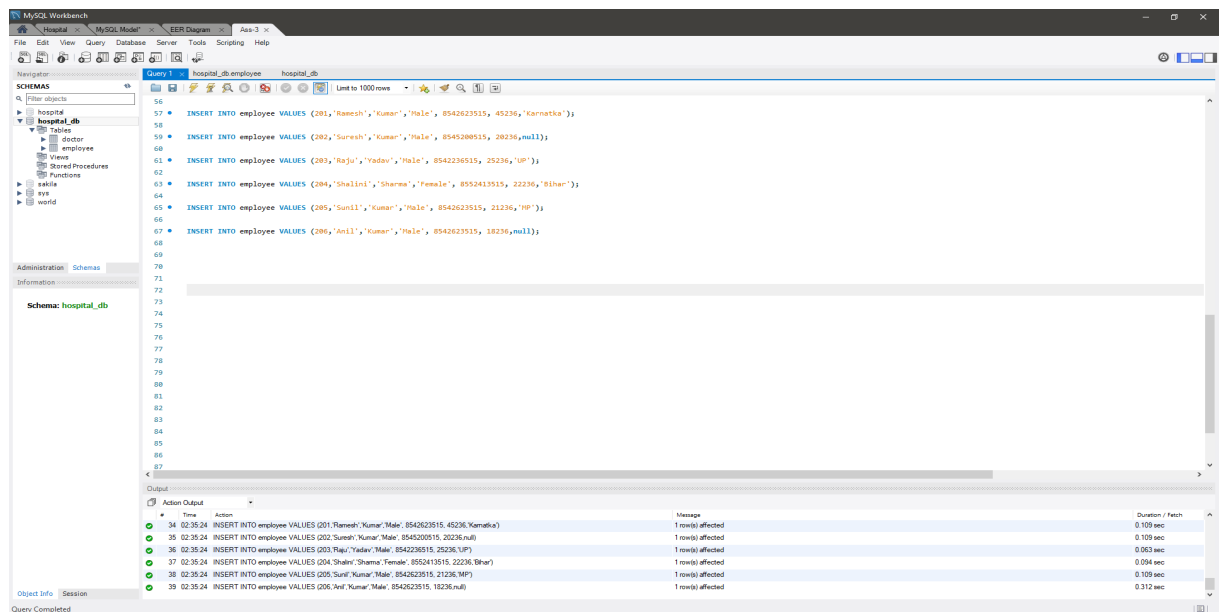 MySQL Workbench
Hospital × MySQL Model* × EER Diagram × Ass-3 ×
File Edit View Query Database Server Tools Scripting Help
Navigator
Query 1 × hospital_db.employee hospital_db
SCHEMAS
Limit to 1000 rows
Filter objects
hospital
hospital_db
Tables
doctor
employee
Views
Stored Procedures
Functions
sakila
sys
world
56
57 INSERT INTO employee VALUES (201,'Ramesh','Kumar','Male', 8542623515, 45236,'Karnatka');
58
59 INSERT INTO employee VALUES (202,'Suresh','Kumar','Male', 8545200515, 20236,null);
60
61 INSERT INTO employee VALUES (203,'Raju','Yadav','Male', 8542236515, 25236,'UP');
62
63 INSERT INTO employee VALUES (204,'Shalini','Sharma','Female', 8552413515, 22236,'Bihar');
64
65 INSERT INTO employee VALUES (205,'Sunil','Kumar','Male', 8542623515, 21236,'MP');
66
67 INSERT INTO employee VALUES (206,'Anil','Kumar','Male', 8542623515, 18236,null);
68
69
70
71
72
73
74
75
76
77
78
79
80
81
82
83
84
85
86
87
Administration Schemas
Information
Schema: hospital_db
Output
Action Output
# Time Action Message Duration / Fetch
34 02:35:24 INSERT INTO employee VALUES (201,'Ramesh','Kumar','Male', 8542623515, 45236,'Karnatka') 1 row(s) affected 0.109 sec
35 02:35:24 INSERT INTO employee VALUES (202,'Suresh','Kumar','Male', 8545200515, 20236,null) 1 row(s) affected 0.109 sec
36 02:35:24 INSERT INTO employee VALUES (203,'Raju','Yadav','Male', 8542236515, 25236,'UP') 1 row(s) affected 0.063 sec
37 02:35:24 INSERT INTO employee VALUES (204,'Shalini','Sharma','Female', 8552413515, 22236,'Bihar') 1 row(s) affected 0.094 sec
38 02:35:24 INSERT INTO employee VALUES (205,'Sunil','Kumar','Male', 8542623515, 21236,'MP') 1 row(s) affected 0.109 sec
39 02:35:24 INSERT INTO employee VALUES (206,'Anil','Kumar','Male', 8542623515, 18236,null) 1 row(s) affected 0.312 sec
Object Info Session
Query Completed